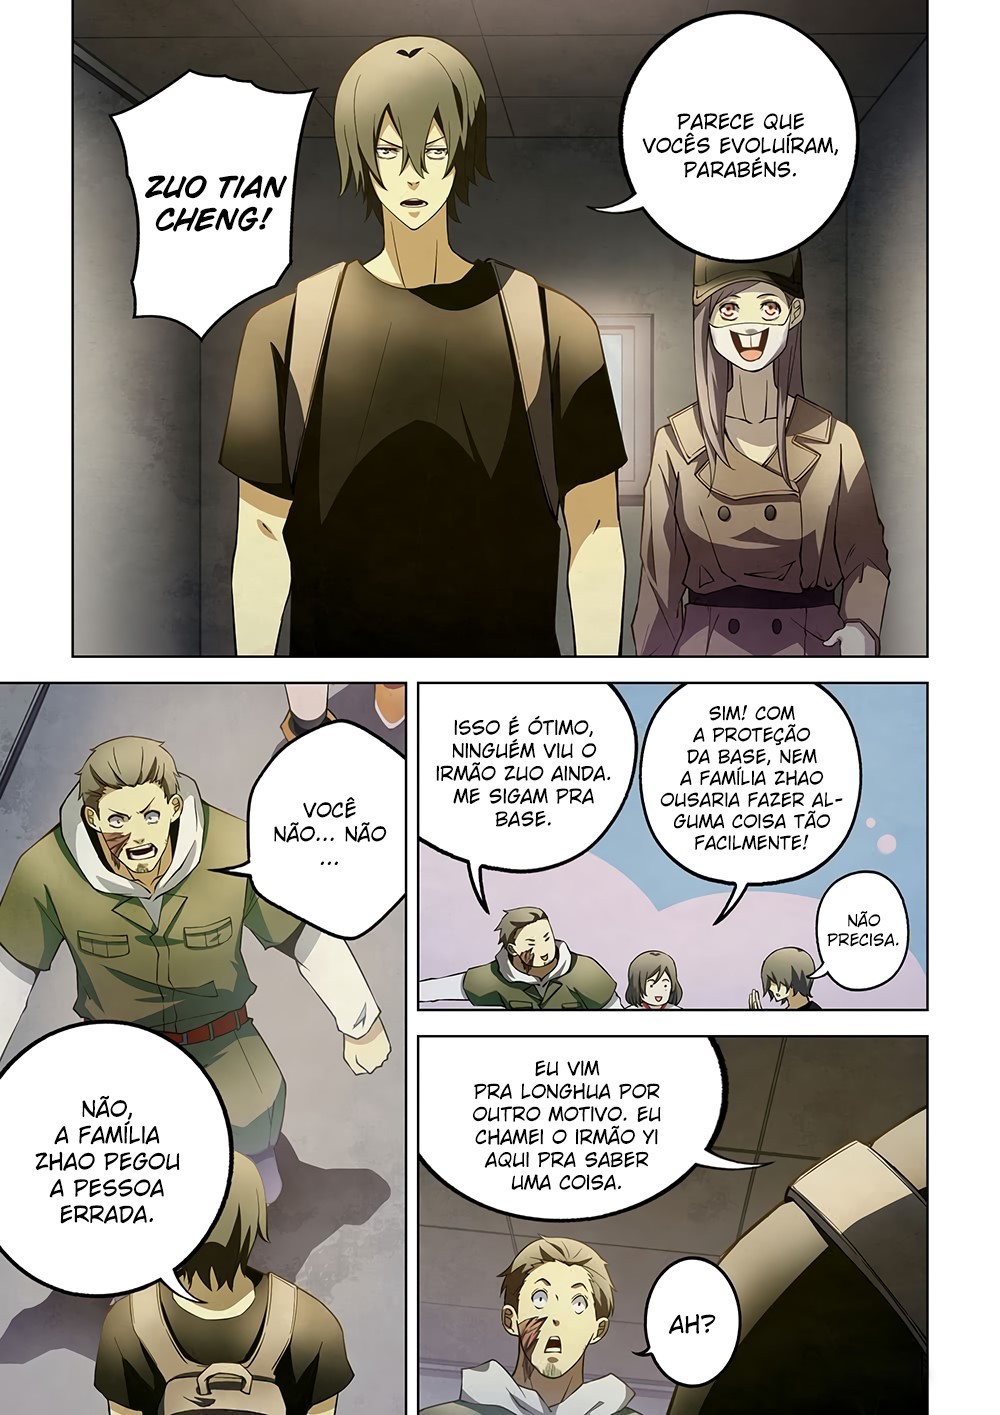 ZUO TIAN
CHENG!
PARECE QUE
VOCÊS EVOLUÍRAM,
PARABÉNS.
VOCÊ
NÃO... NÃO
...
NÃO,
A FAMÍLIA
ZHAO PEGOU
A PESSOA
ERRADA.
ISSO É ÓTIMO,
NINGUÉM VIU O
IRMÃO ZUO AINDA.
ME SIGAM PRA
BASE.
SIM! COM
A PROTEÇÃO
DA BASE, NEM
A FAMÍLIA ZHAO
OUSARIA FAZER AL-
GUMA COISA TÃO
FACILMENTE!
NÃO
PRECISA.
EU VIM
PRA LONGHUA POR
OUTRO MOTIVO. EU
CHAMEI O IRMÃO YI
AQUI PRA SABER
UMA COISA.
AH?